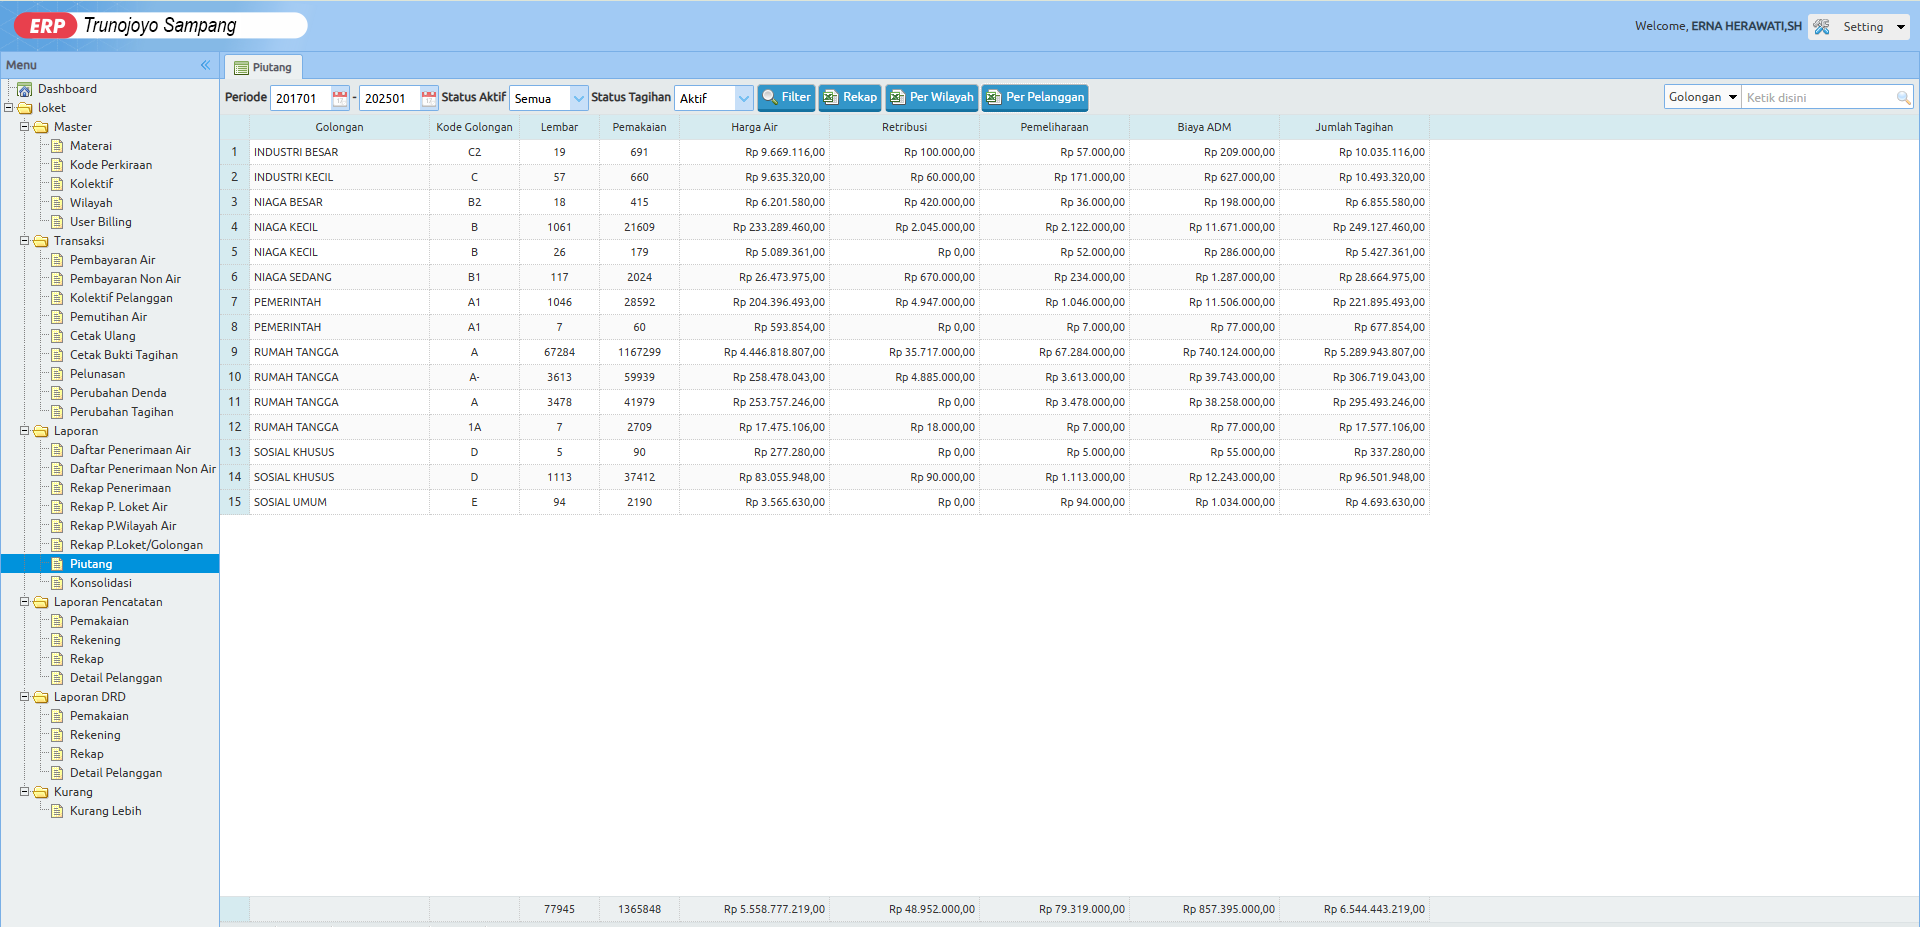 ERP Trunojoyo Sampang
Welcome, ERNA HERAWATI,SH Setting
Menu
Dashboard
loket
Master
Materai
Kode Perkiraan
Kolektif
Wilayah
User Billing
Transaksi
Pembayaran Air
Pembayaran Non Air
Kolektif Pelanggan
Pemutihan Air
Cetak Ulang
Cetak Bukti Tagihan
Pelunasan
Perubahan Denda
Perubahan Tagihan
Laporan
Daftar Penerimaan Air
Daftar Penerimaan Non Air
Rekap Penerimaan
Rekap P. Loket Air
Rekap P.Wilayah Air
Rekap P.Loket/Golongan
Piutang
Konsolidasi
Laporan Pencatatan
Pemakaian
Rekening
Rekap
Detail Pelanggan
Laporan DRD
Pemakaian
Rekening
Rekap
Detail Pelanggan
Kurang
Kurang Lebih
Piutang
Periode 201701 - 202501 Status Aktif Semua Status Tagihan Aktif Filter Rekap Per Wilayah Per Pelanggan Golongan Ketik disini
Golongan Kode Golongan Lembar Pemakaian Harga Air Retribusi Pemeliharaan Biaya ADM Jumlah Tagihan
1 INDUSTRI BESAR C2 19 691 Rp 9.669.116,00 Rp 100.000,00 Rp 57.000,00 Rp 209.000,00 Rp 10.035.116,00
2 INDUSTRI KECIL C 57 660 Rp 9.635.320,00 Rp 60.000,00 Rp 171.000,00 Rp 627.000,00 Rp 10.493.320,00
3 NIAGA BESAR B2 18 415 Rp 6.201.580,00 Rp 420.000,00 Rp 36.000,00 Rp 198.000,00 Rp 6.855.580,00
4 NIAGA KECIL B 1061 21609 Rp 233.289.460,00 Rp 2.045.000,00 Rp 2.122.000,00 Rp 11.671.000,00 Rp 249.127.460,00
5 NIAGA KECIL B 26 179 Rp 5.089.361,00 Rp 0,00 Rp 52.000,00 Rp 286.000,00 Rp 5.427.361,00
6 NIAGA SEDANG B1 117 2024 Rp 26.473.975,00 Rp 670.000,00 Rp 234.000,00 Rp 1.287.000,00 Rp 28.664.975,00
7 PEMERINTAH A1 1046 28592 Rp 204.396.493,00 Rp 4.947.000,00 Rp 1.046.000,00 Rp 11.506.000,00 Rp 221.895.493,00
8 PEMERINTAH A1 7 60 Rp 593.854,00 Rp 0,00 Rp 7.000,00 Rp 77.000,00 Rp 677.854,00
9 RUMAH TANGGA A 67284 1167299 Rp 4.446.818.807,00 Rp 35.717.000,00 Rp 67.284.000,00 Rp 740.124.000,00 Rp 5.289.943.807,00
10 RUMAH TANGGA A- 3613 59939 Rp 258.478.043,00 Rp 4.885.000,00 Rp 3.613.000,00 Rp 39.743.000,00 Rp 306.719.043,00
11 RUMAH TANGGA A 3478 41979 Rp 253.757.246,00 Rp 0,00 Rp 3.478.000,00 Rp 38.258.000,00 Rp 295.493.246,00
12 RUMAH TANGGA 1A 7 2709 Rp 17.475.106,00 Rp 18.000,00 Rp 7.000,00 Rp 77.000,00 Rp 17.577.106,00
13 SOSIAL KHUSUS D 5 90 Rp 277.280,00 Rp 0,00 Rp 5.000,00 Rp 55.000,00 Rp 337.280,00
14 SOSIAL KHUSUS D 1113 37412 Rp 83.055.948,00 Rp 90.000,00 Rp 1.113.000,00 Rp 12.243.000,00 Rp 96.501.948,00
15 SOSIAL UMUM E 94 2190 Rp 3.565.630,00 Rp 0,00 Rp 94.000,00 Rp 1.034.000,00 Rp 4.693.630,00
77945 1365848 Rp 5.558.777.219,00 Rp 48.952.000,00 Rp 79.319.000,00 Rp 857.395.000,00 Rp 6.544.443.219,00